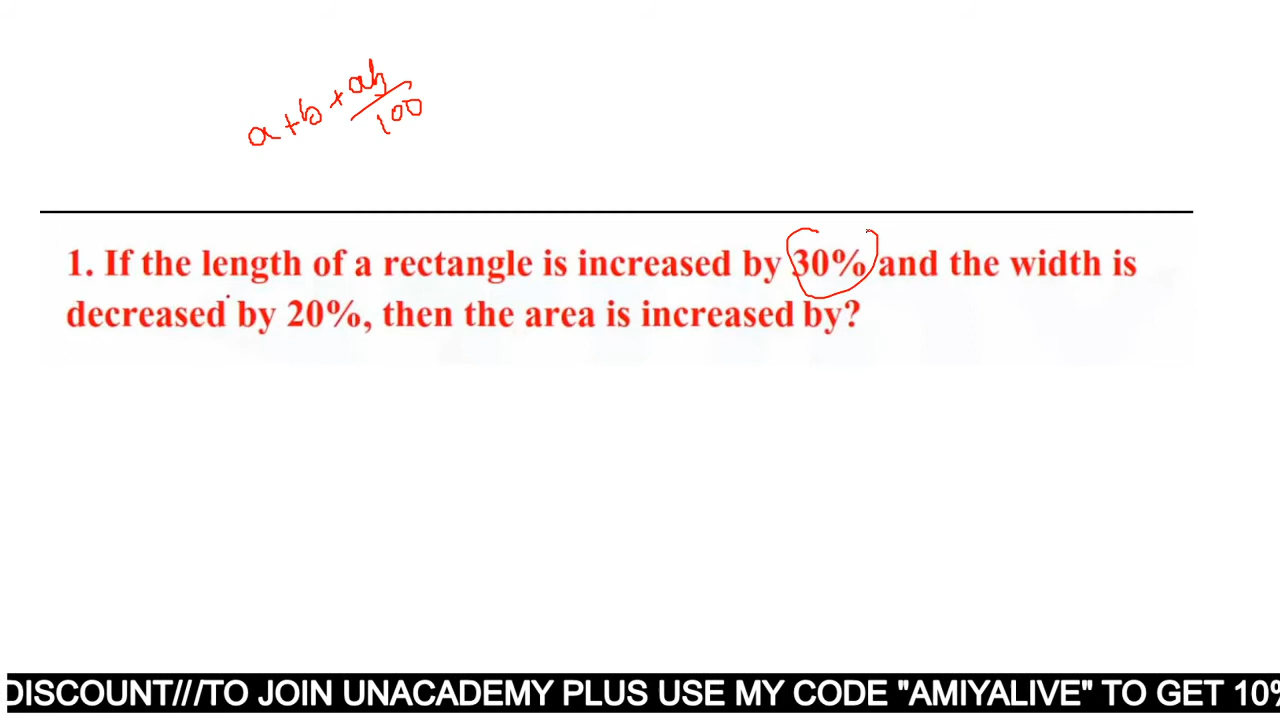 a+b+ab/100
1. If the length of a rectangle is increased by 30% and the width is
decreased by 20%, then the area is increased by?
DISCOUNT///TO JOIN UNACADEMY PLUS USE MY CODE "AMIYALIVE" TO GET 10%